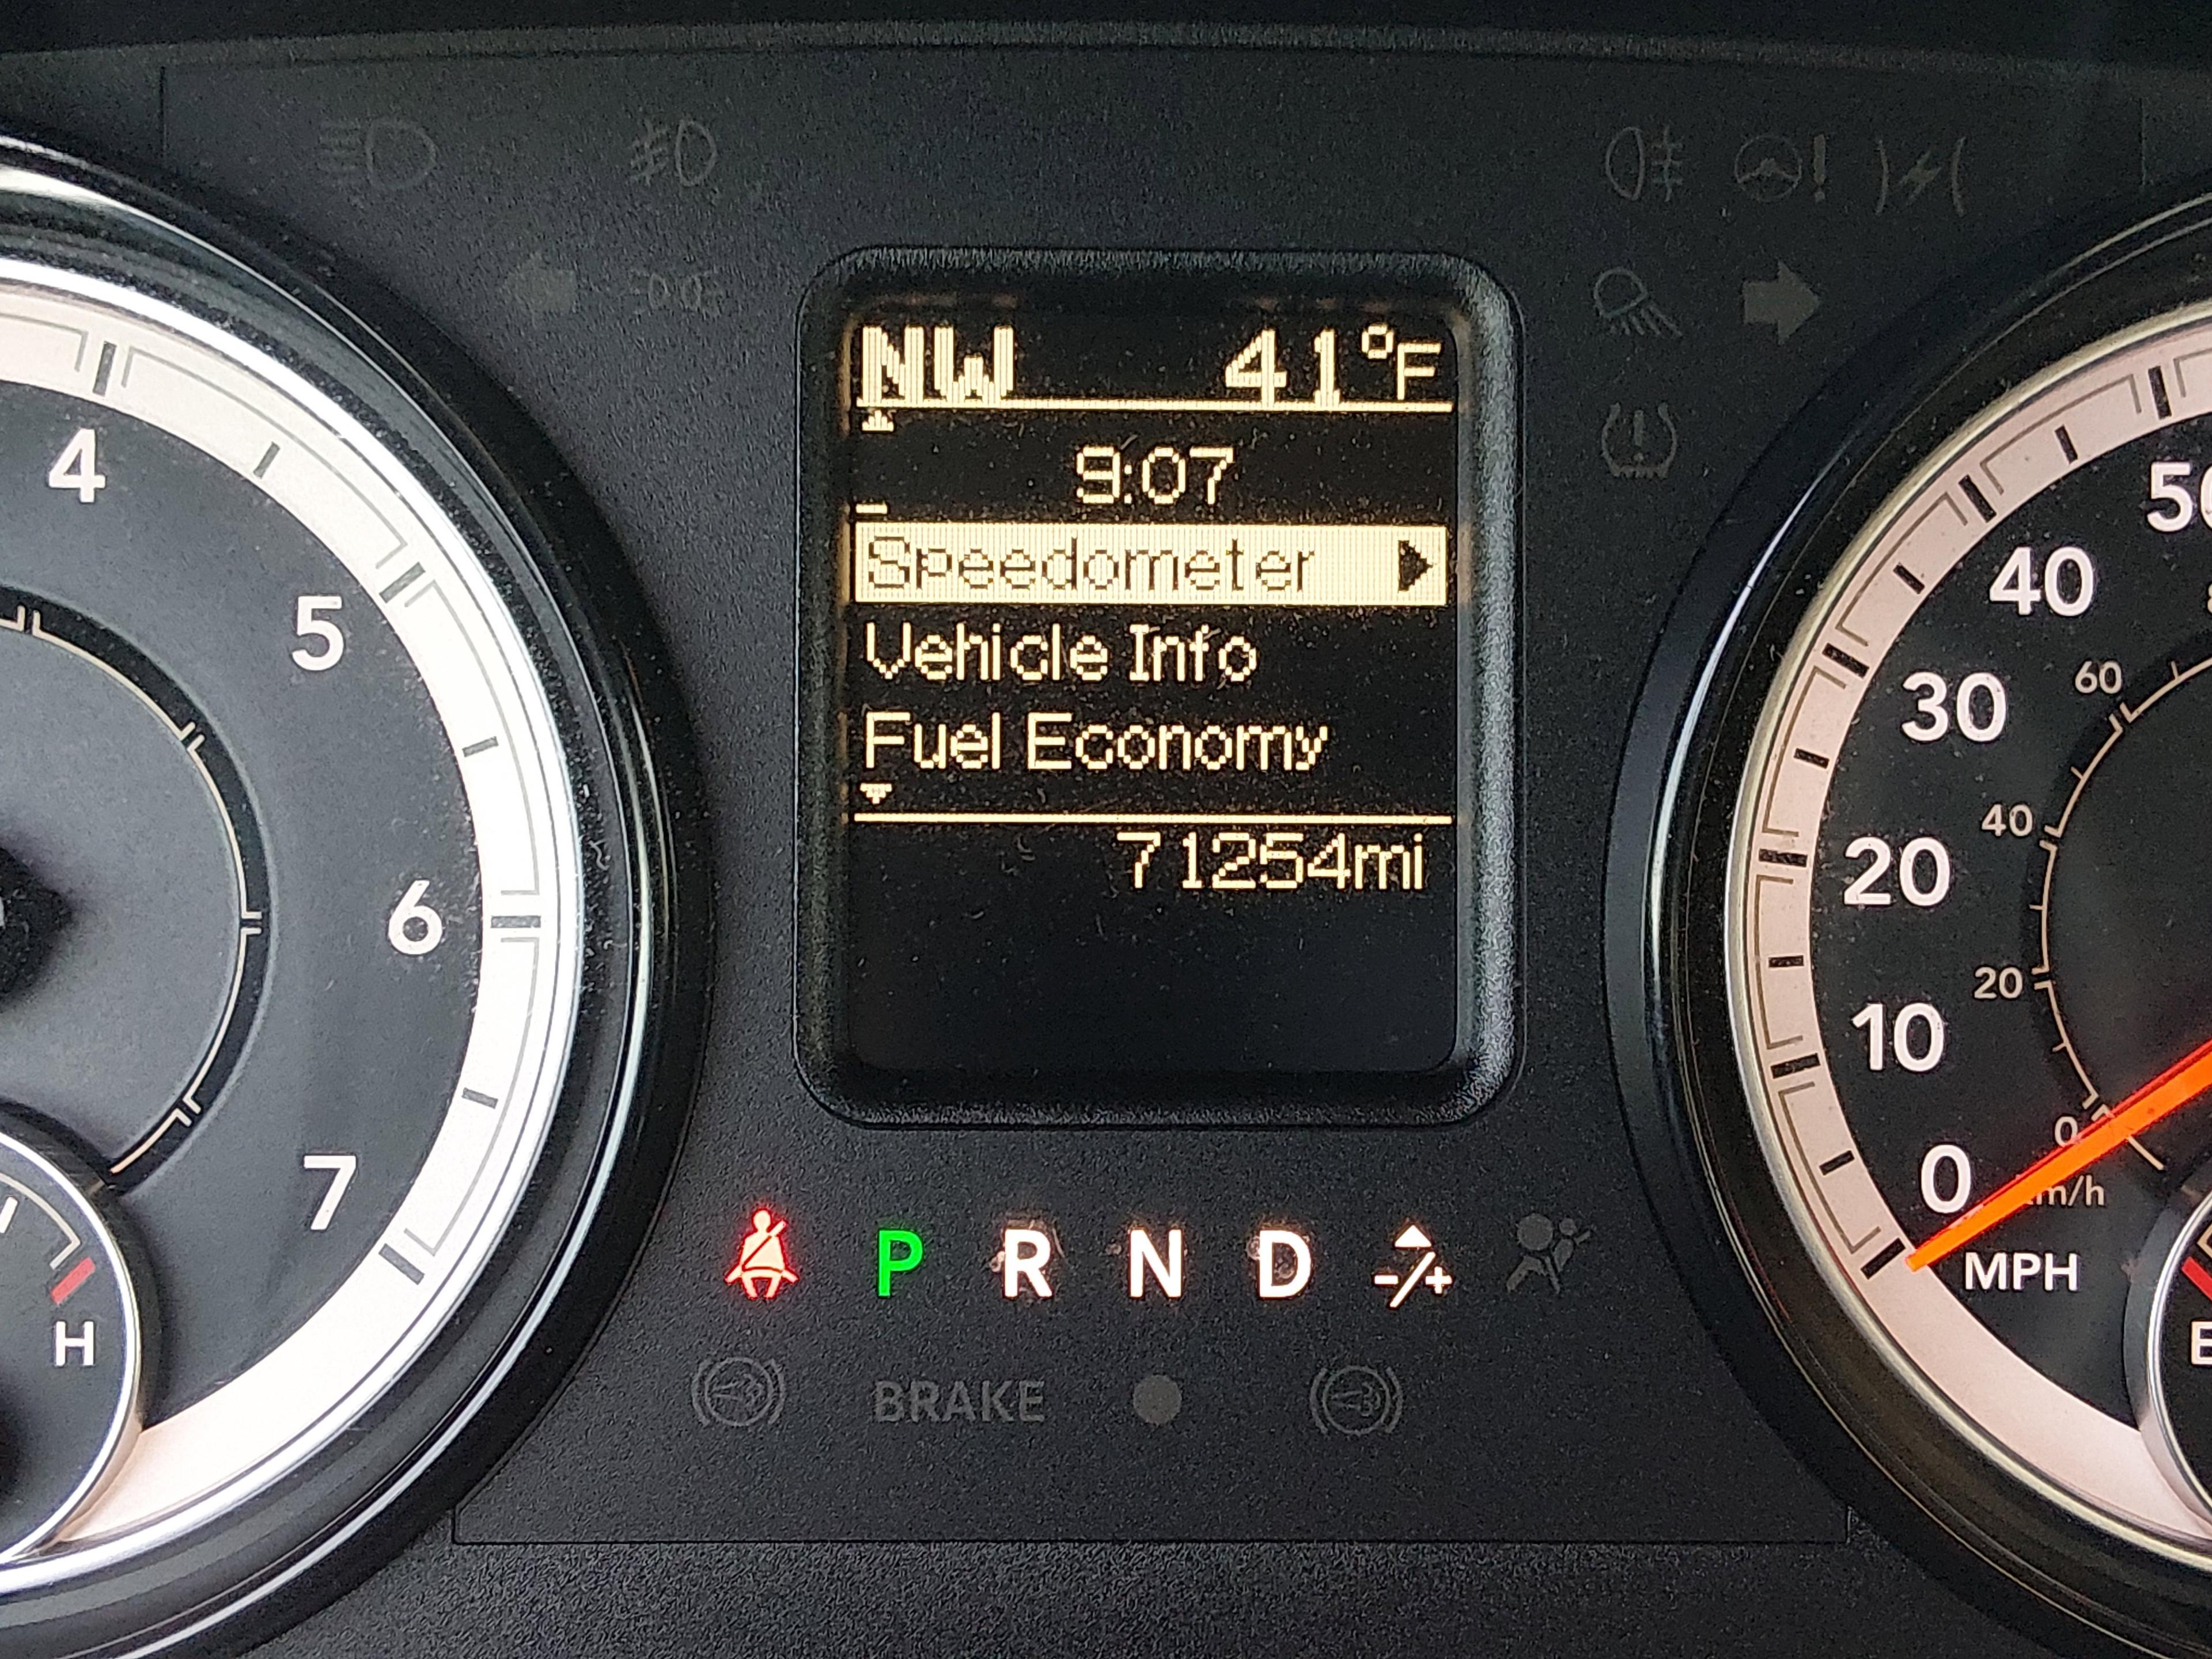 NW 41°F
9:07
Speedometer
Vehicle Info
Fuel Economy
71254mi
4
5
6
7
H
50
40
30
20
10
0
MPH
60
40
20
0
km/h
E
P R N D -/+
BRAKE